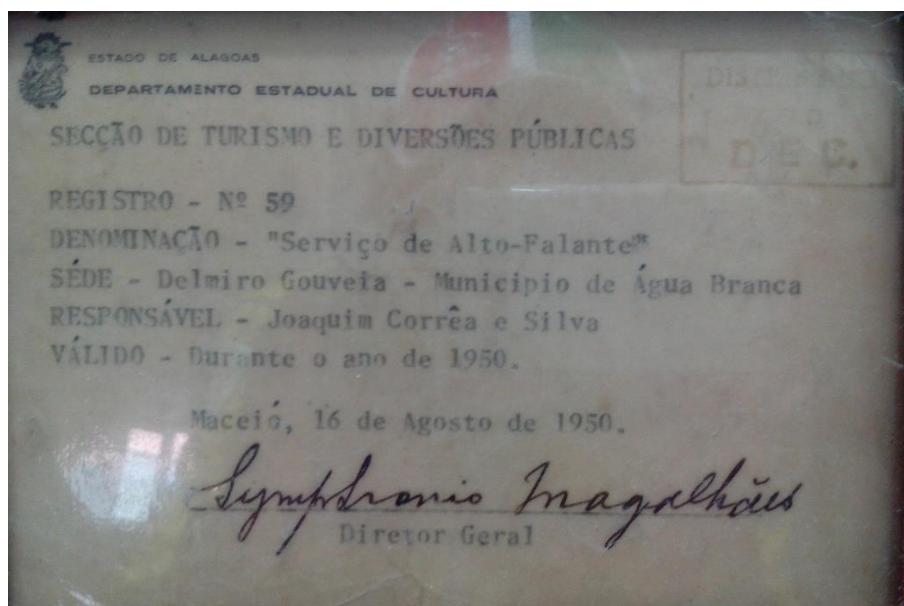 ESTADO DE ALAGOAS
DEPARTAMENTO ESTADUAL DE CULTURA
SECÇÃO DE TURISMO E DIVERSÕES PÚBLICAS
D E C.
REGISTRO - Nº 59
DENOMINAÇÃO - "Serviço de Alto-Falante"
SÉDE - Delmiro Gouveia - Municipio de Água Branca
RESPONSÁVEL - Joaquim Corrêa e Silva
VÁLIDO - Durante o ano de 1950.
Maceió, 16 de Agosto de 1950.
Symphronio Magalhães
Diretor Geral